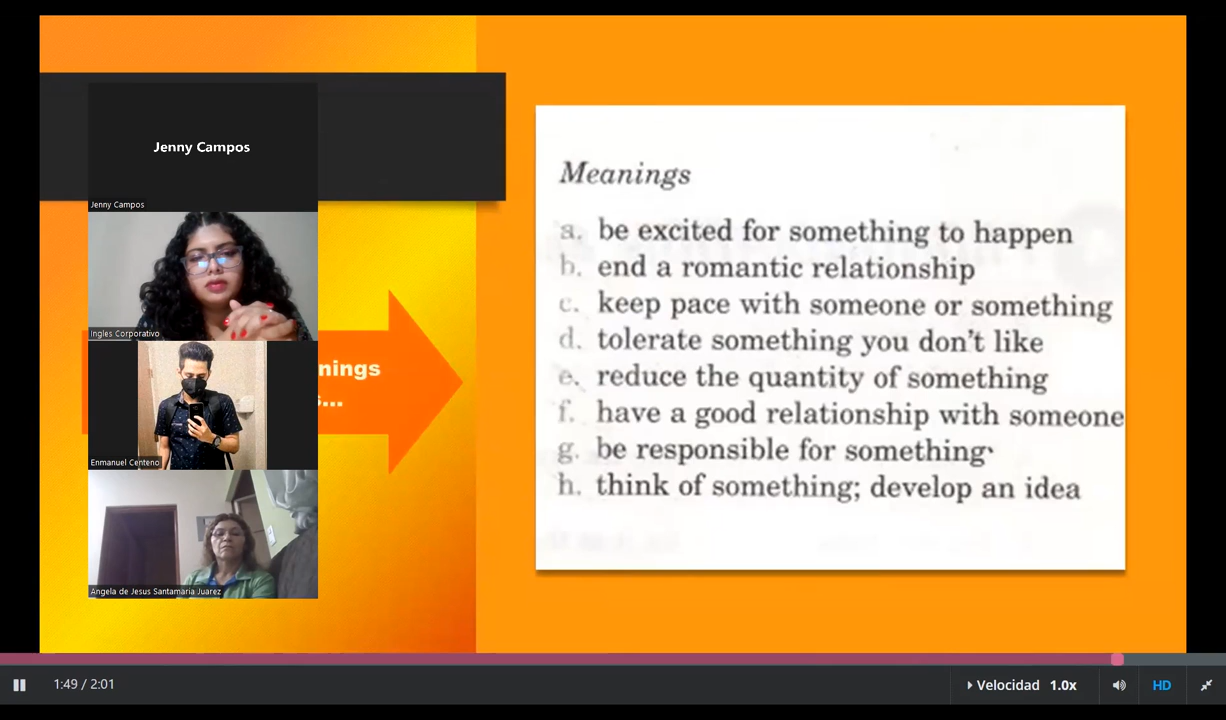 Jenny Campos
Jenny Campos
Ingles Corporativo
nings
...
Enmanuel Centeno
Angela de Jesus Santamaria Juarez
Meanings
a. be excited for something to happen
b. end a romantic relationship
c. keep pace with someone or something
d. tolerate something you don't like
e. reduce the quantity of something
f. have a good relationship with someone
g. be responsible for something
h. think of something; develop an idea
1:49 / 2:01
Velocidad 1.0x
HD